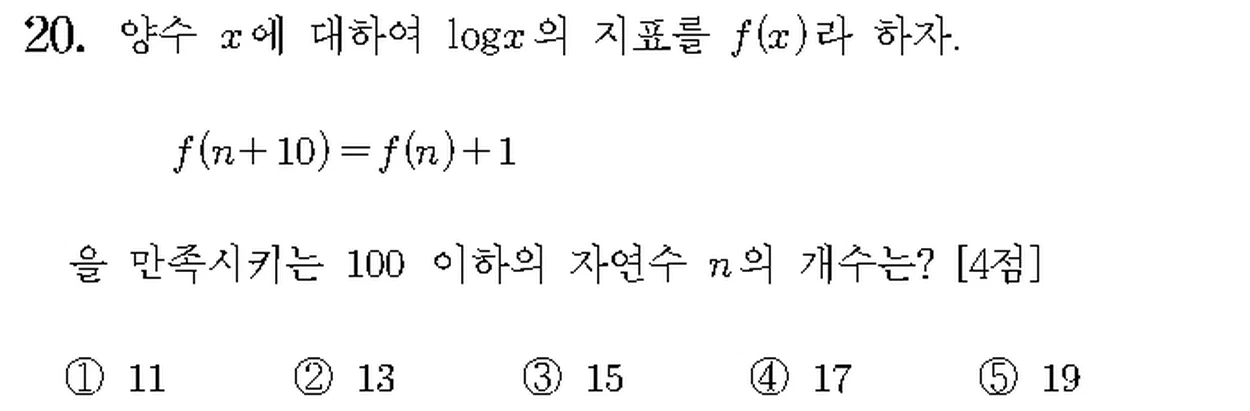 20. 양수 x에 대하여 logx의 지표를 f(x)라 하자.
f(n+10)=f(n)+1
을 만족시키는 100 이하의 자연수 n의 개수는? [4점]
① 11 ② 13 ③ 15 ④ 17 ⑤ 19